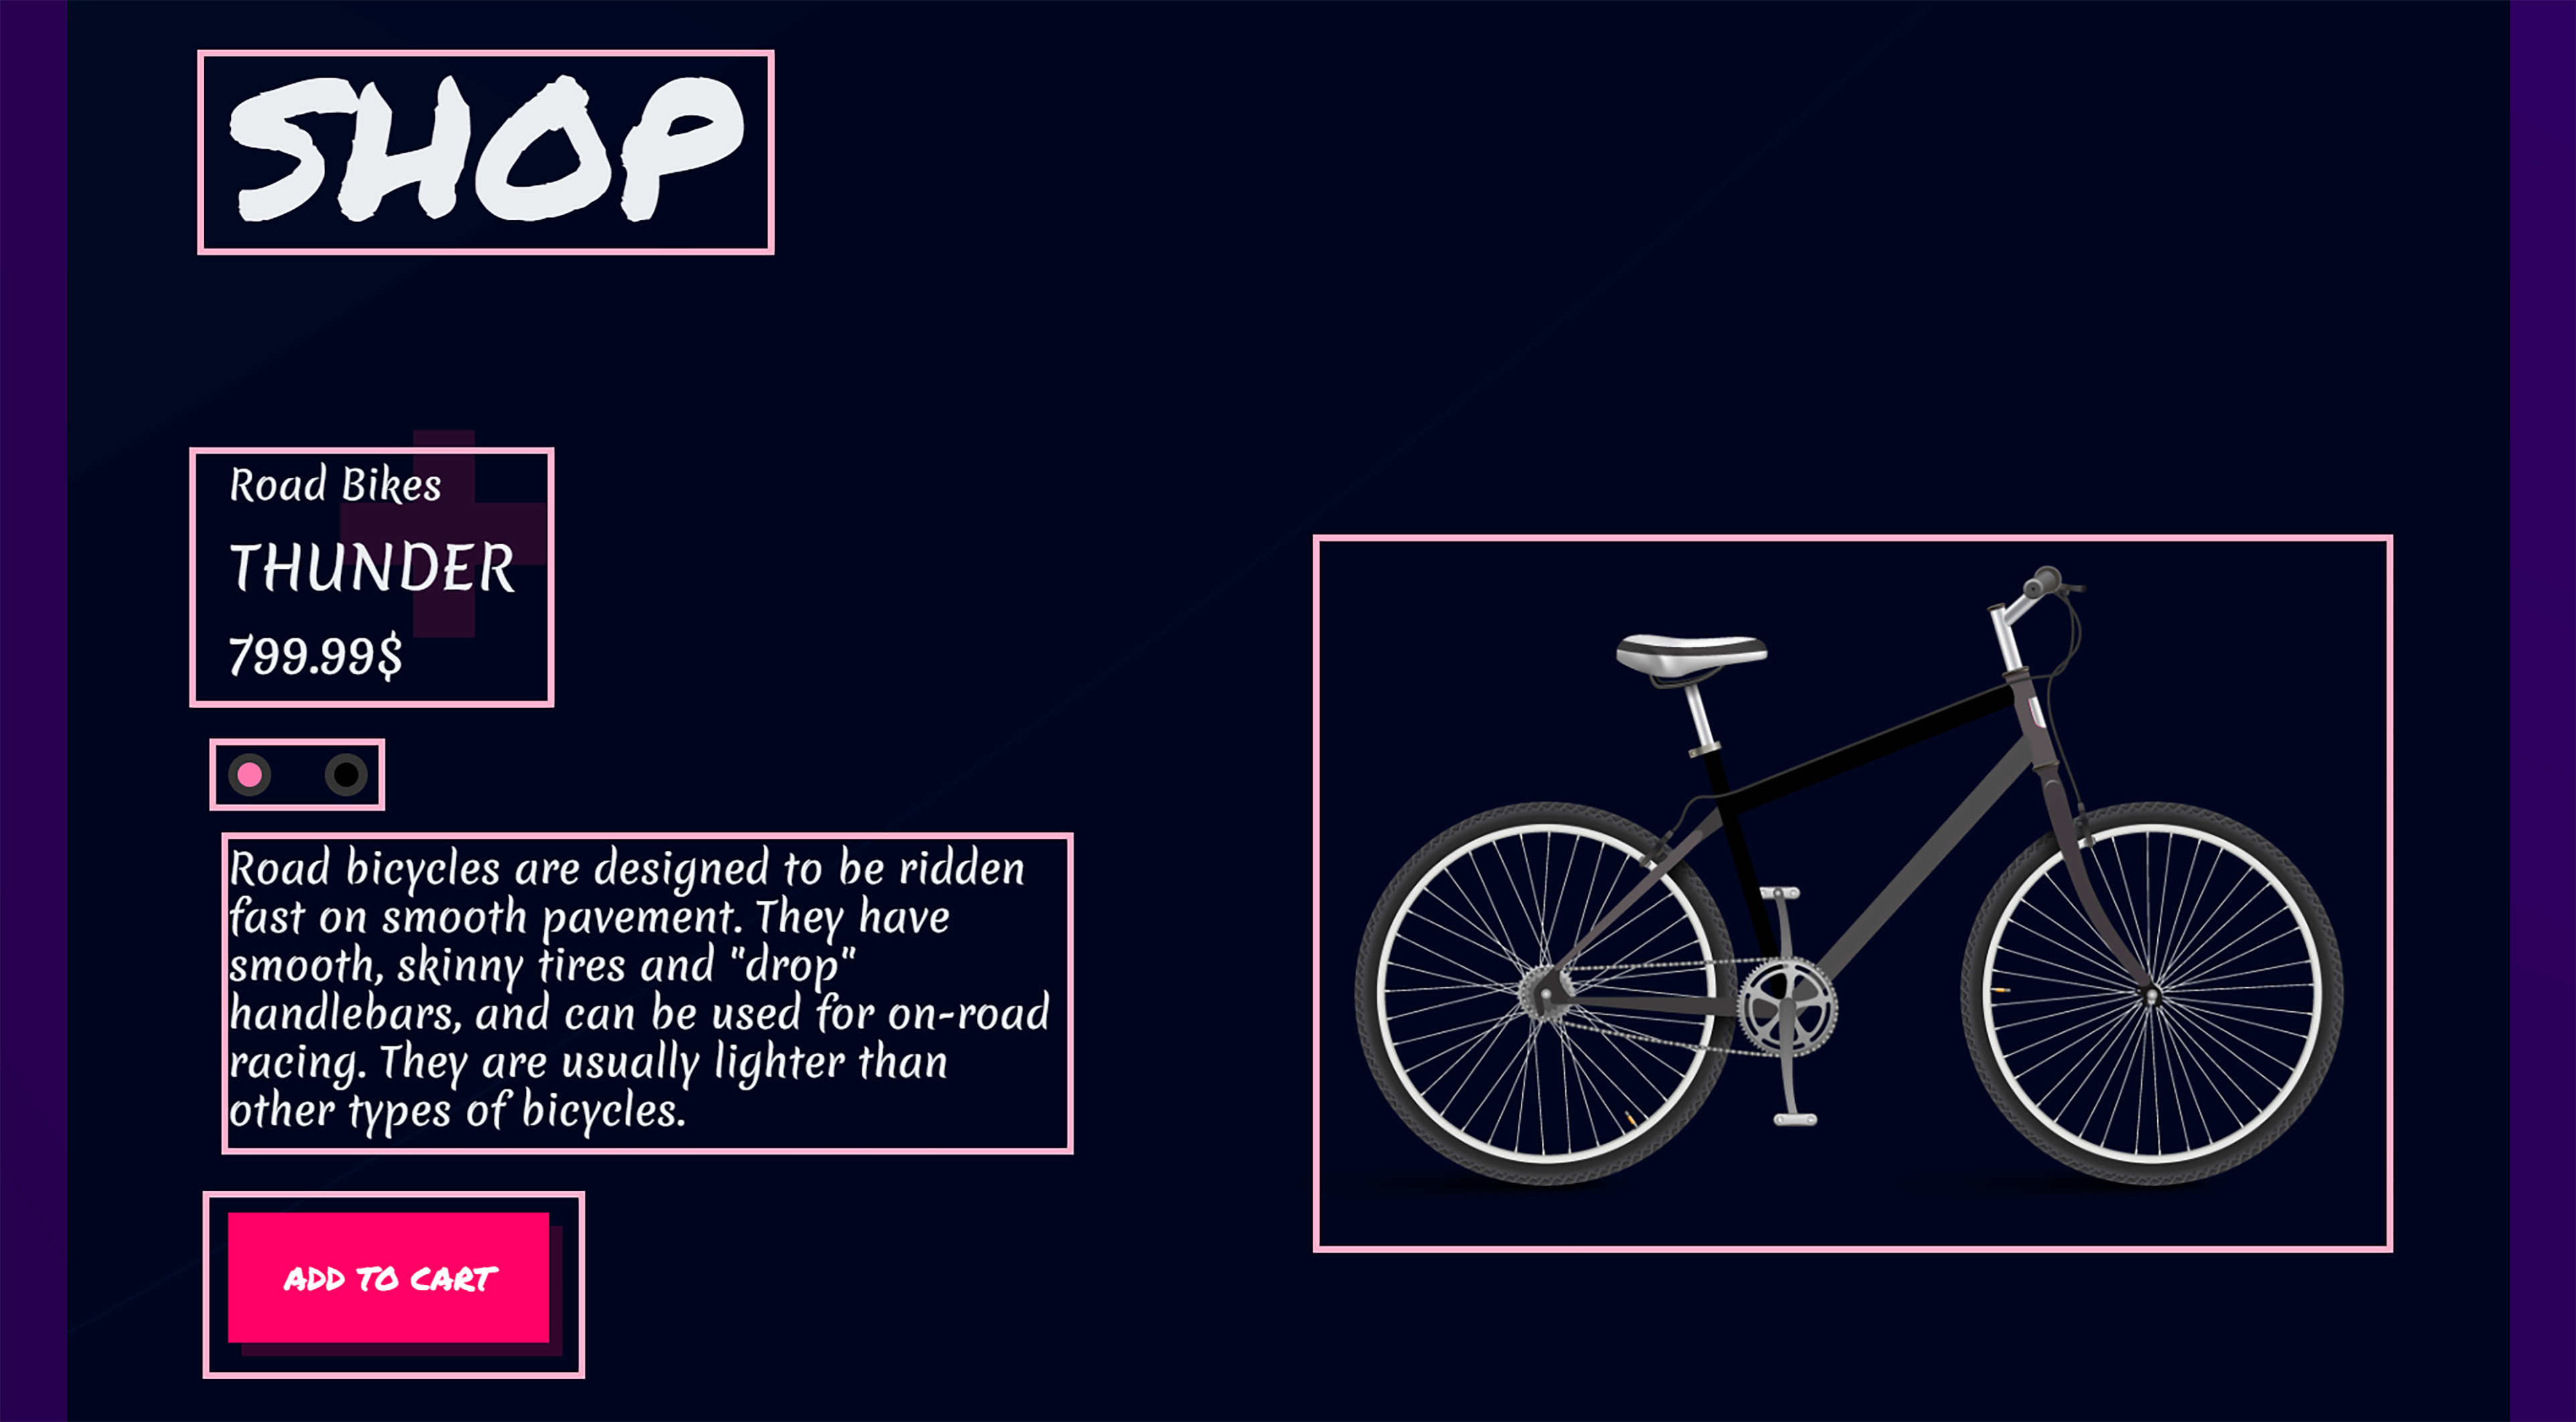 SHOP
Road Bikes
THUNDER
799.99$
Road bicycles are designed to be ridden
fast on smooth pavement. They have
smooth, skinny tires and "drop"
handlebars, and can be used for on-road
racing. They are usually lighter than
other types of bicycles.
ADD TO CART